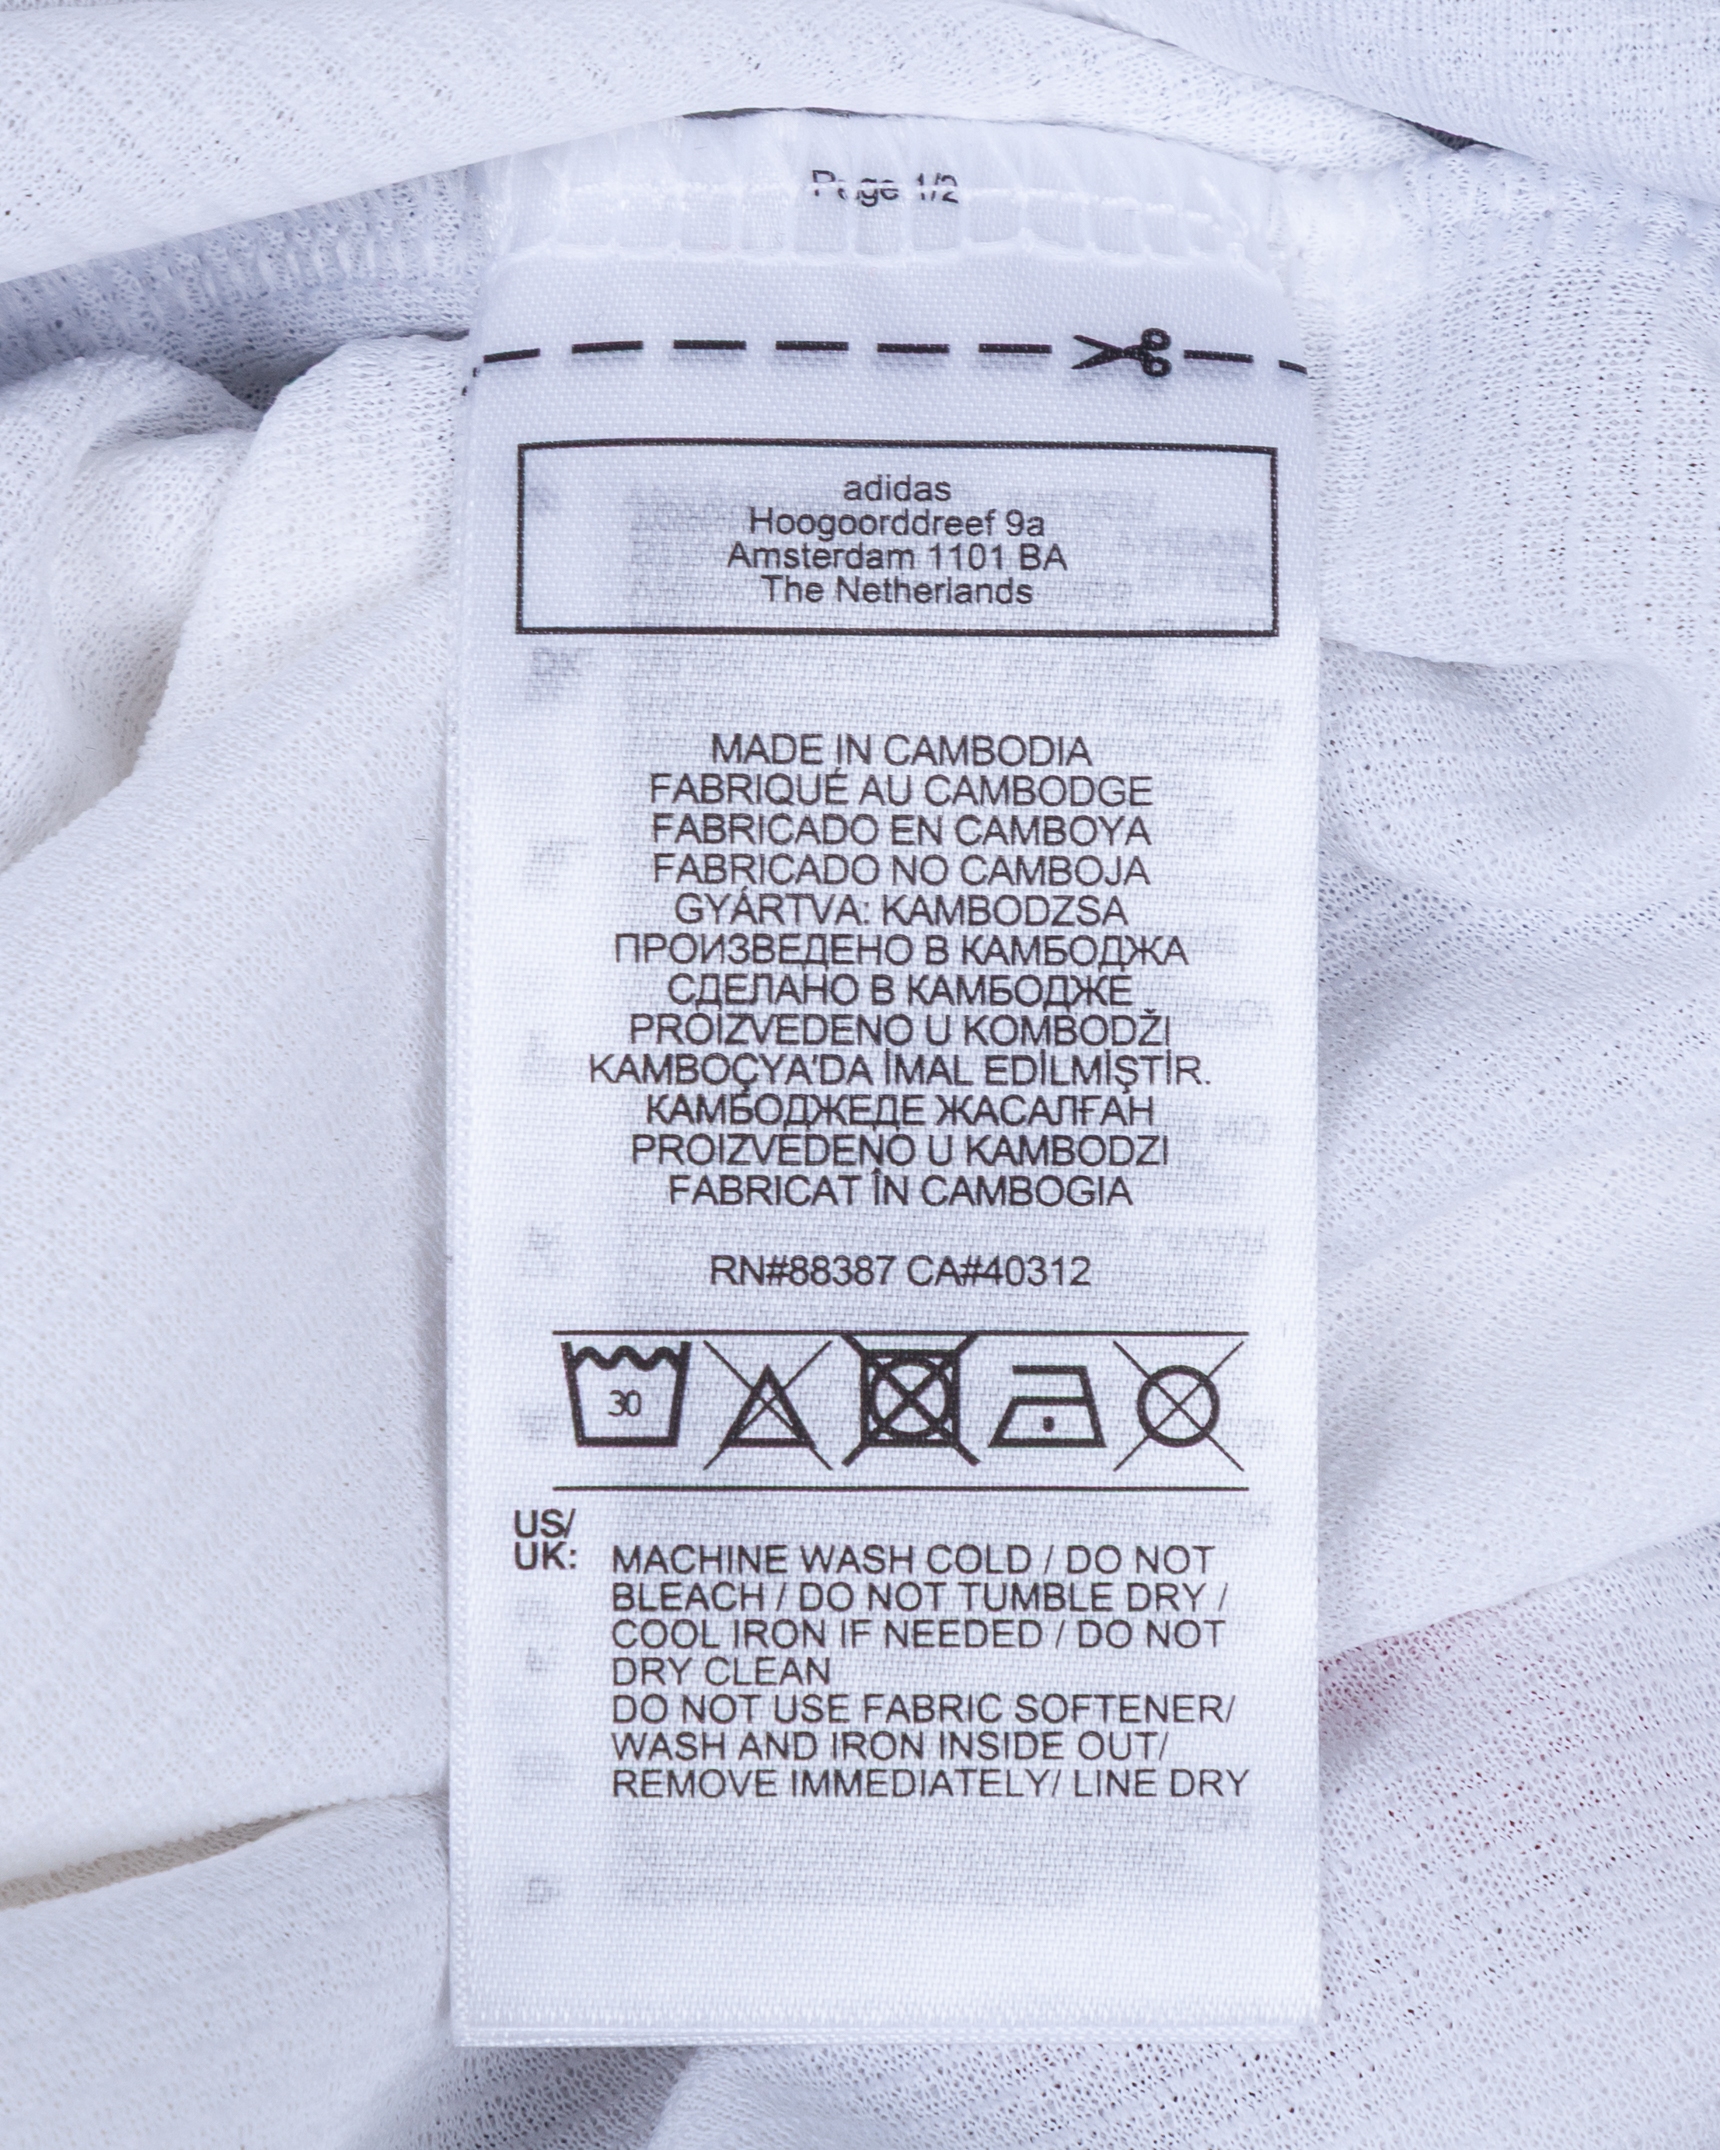 Page 1/2
adidas
Hoogoorddreef 9a
Amsterdam 1101 BA
The Netherlands
MADE IN CAMBODIA
FABRIQUÉ AU CAMBODGE
FABRICADO EN CAMBOYA
FABRICADO NO CAMBOJA
GYÁRTVA: KAMBODZSA
ПРОИЗВЕДЕНО В КАМБОДЖА
СДЕЛАНО В КАМБОДЖЕ
PROIZVEDENO U KOMBODŽI
KAMBOÇYA'DA İMAL EDİLMİŞTİR.
КАМБОДЖЕДЕ ЖАСАЛҒАН
PROIZVEDENO U KAMBODZI
FABRICAT ÎN CAMBOGIA
RN#88387 CA#40312
30
US/
UK: MACHINE WASH COLD / DO NOT
BLEACH / DO NOT TUMBLE DRY /
COOL IRON IF NEEDED / DO NOT
DRY CLEAN
DO NOT USE FABRIC SOFTENER/
WASH AND IRON INSIDE OUT/
REMOVE IMMEDIATELY/ LINE DRY